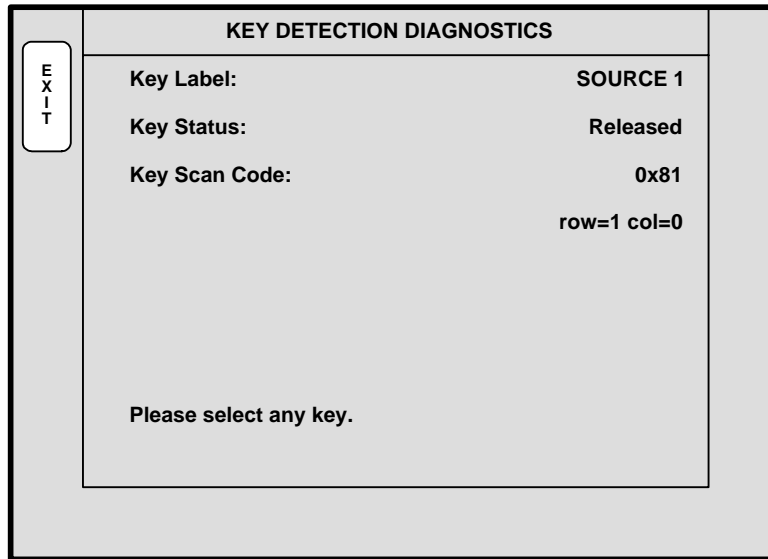 KEY DETECTION DIAGNOSTICS
EXIT
Key Label: SOURCE 1
Key Status: Released
Key Scan Code: 0x81
row=1 col=0
Please select any key.